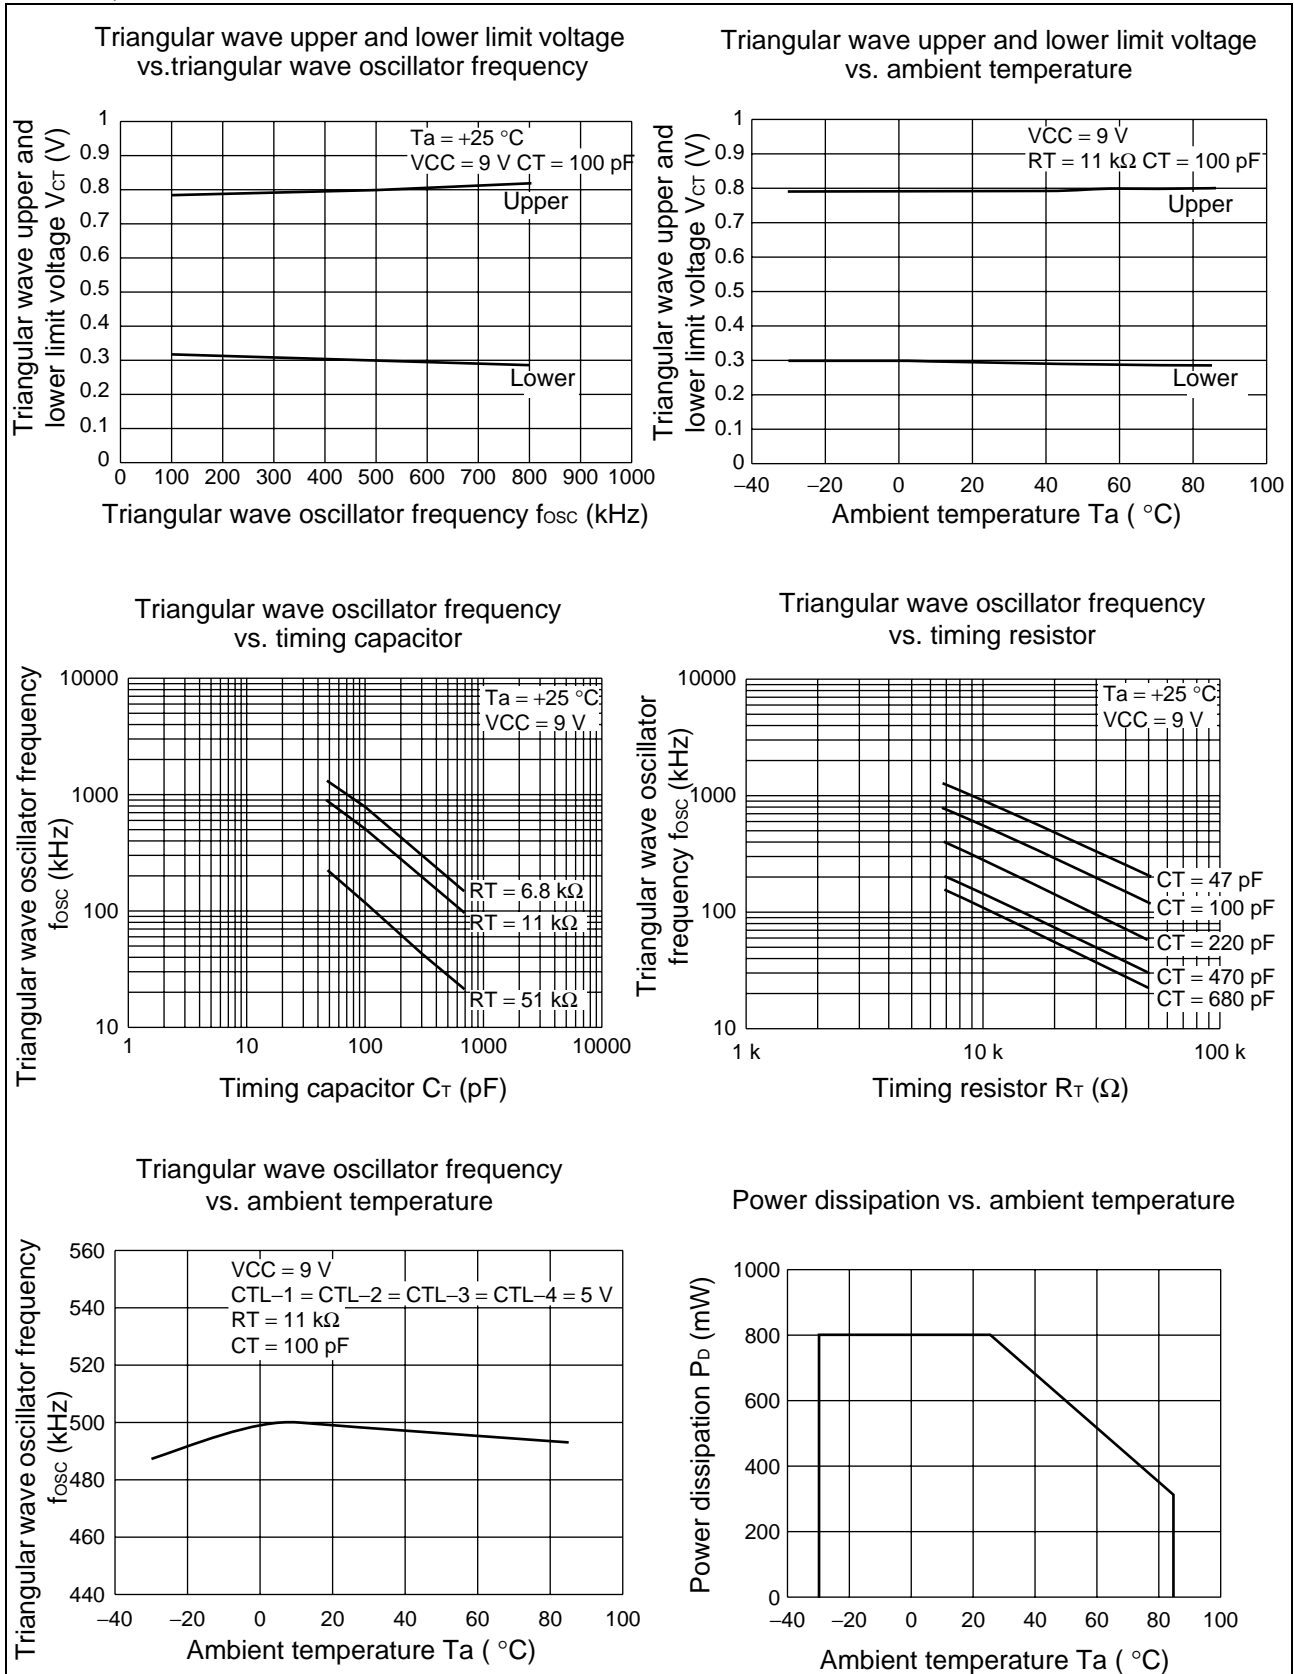 Triangular wave upper and lower limit voltage
vs.triangular wave oscillator frequency
Triangular wave upper and
lower limit voltage VCT (V)
1
0.9
0.8
0.7
0.6
0.5
0.4
0.3
0.2
0.1
0
Ta = +25 °C
VCC = 9 V CT = 100 pF
Upper
Lower
0 100 200 300 400 500 600 700 800 900 1000
Triangular wave oscillator frequency fOSC (kHz)
Triangular wave upper and lower limit voltage
vs. ambient temperature
Triangular wave upper and
lower limit voltage VCT (V)
1
0.9
0.8
0.7
0.6
0.5
0.4
0.3
0.2
0.1
0
VCC = 9 V
RT = 11 kΩ CT = 100 pF
Upper
Lower
–40 –20 0 20 40 60 80 100
Ambient temperature Ta ( °C)
Triangular wave oscillator frequency
vs. timing capacitor
Triangular wave oscillator frequency
fOSC (kHz)
10000
1000
100
10
Ta = +25 °C
VCC = 9 V
RT = 6.8 kΩ
RT = 11 kΩ
RT = 51 kΩ
1 10 100 1000 10000
Timing capacitor CT (pF)
Triangular wave oscillator frequency
vs. timing resistor
Triangular wave oscillator
frequency fOSC (kHz)
10000
1000
100
10
Ta = +25 °C
VCC = 9 V
CT = 47 pF
CT = 100 pF
CT = 220 pF
CT = 470 pF
CT = 680 pF
1 k 10 k 100 k
Timing resistor RT (Ω)
Triangular wave oscillator frequency
vs. ambient temperature
Triangular wave oscillator frequency
fOSC (kHz)
560
540
520
500
480
460
440
VCC = 9 V
CTL–1 = CTL–2 = CTL–3 = CTL–4 = 5 V
RT = 11 kΩ
CT = 100 pF
–40 –20 0 20 40 60 80 100
Ambient temperature Ta ( °C)
Power dissipation vs. ambient temperature
Power dissipation PD (mW)
1000
800
600
400
200
0
–40 –20 0 20 40 60 80 100
Ambient temperature Ta ( °C)